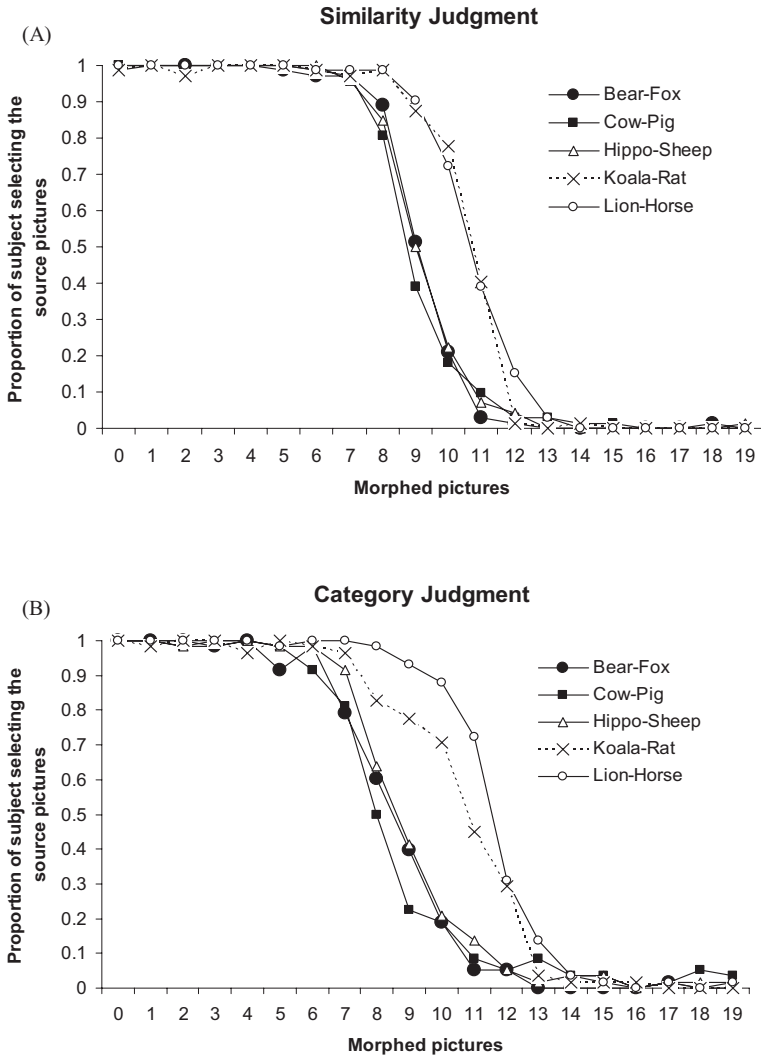 (A)
Similarity Judgment
Proportion of subject selecting the
source pictures
1
0.9
0.8
0.7
0.6
0.5
0.4
0.3
0.2
0.1
0
0 1 2 3 4 5 6 7 8 9 10 11 12 13 14 15 16 17 18 19
Morphed pictures
Bear-Fox
Cow-Pig
Hippo-Sheep
Koala-Rat
Lion-Horse
(B)
Category Judgment
Proportion of subject selecting the
source pictures
1
0.9
0.8
0.7
0.6
0.5
0.4
0.3
0.2
0.1
0
0 1 2 3 4 5 6 7 8 9 10 11 12 13 14 15 16 17 18 19
Morphed pictures
Bear-Fox
Cow-Pig
Hippo-Sheep
Koala-Rat
Lion-Horse